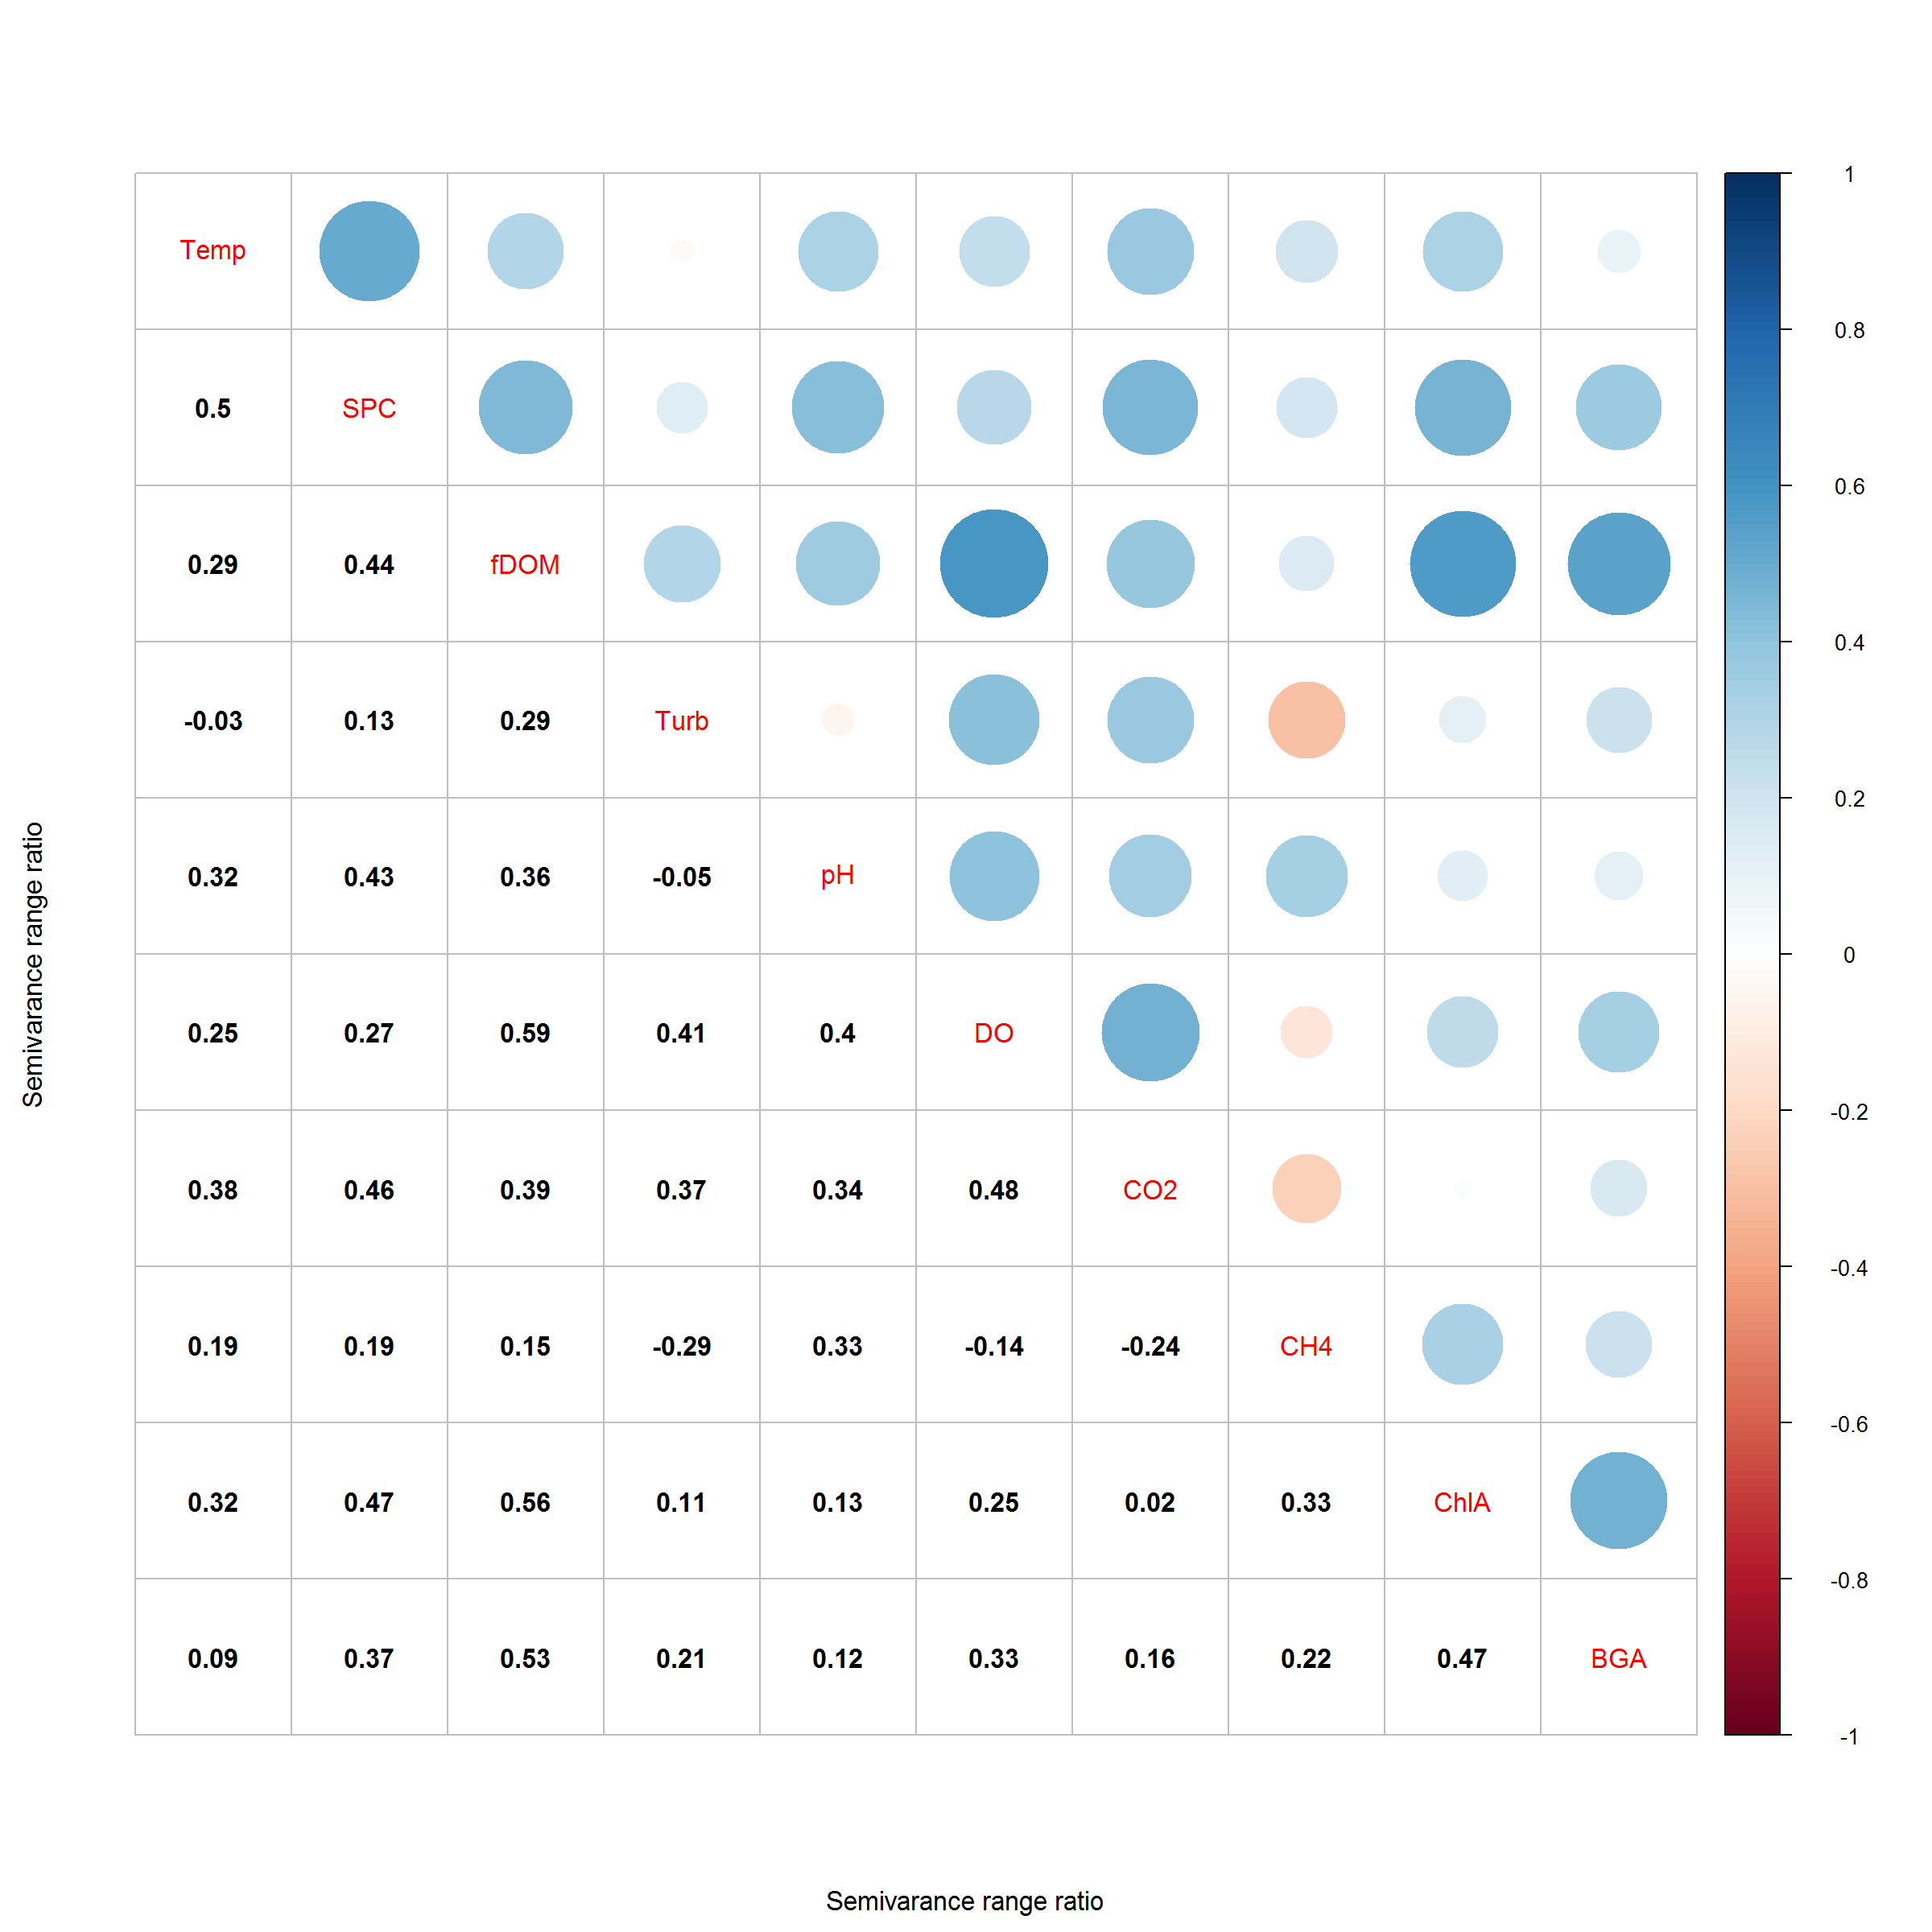 1
Temp
0.8
0.5 SPC
0.29 0.44 fDOM
0.6
0.4
-0.03 0.13 0.29 Turb
0.2
0.32 0.43 0.36 -0.05 pH
0
0.25 0.27 0.59 0.41 0.4 DO
-0.2
0.38 0.46 0.39 0.37 0.34 0.48 CO2
-0.4
0.19 0.19 0.15 -0.29 0.33 -0.14 -0.24 CH4
-0.6
0.32 0.47 0.56 0.11 0.13 0.25 0.02 0.33 ChlA
-0.8
0.09 0.37 0.53 0.21 0.12 0.33 0.16 0.22 0.47 BGA
-1
Semivarance range ratio
Semivarance range ratio